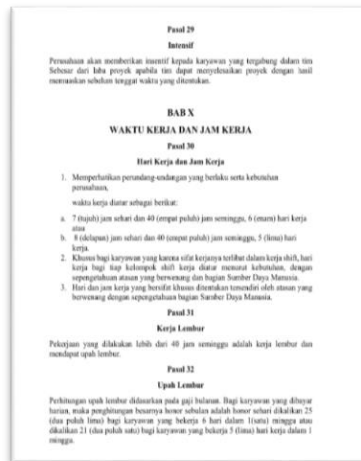 Pasal 29
Intensif
Perusahaan akan memberikan insentif kepada karyawan yang tergabung dalam tim
Sebesar dari laba proyek apabila tim dapat menyelesaikan proyek dengan hasil
memuaskan sebelum tenggat waktu yang ditentukan.
BAB X
WAKTU KERJA DAN JAM KERJA
Pasal 30
Hari Kerja dan Jam Kerja
1. Memperhatikan perundang-undangan yang berlaku serta kebutuhan
perusahaan,
waktu kerja diatur sebagai berikut:
a. 7 (tujuh) jam sehari dan 40 (empat puluh) jam seminggu, 6 (enam) hari kerja
atau
b. 8 (delapan) jam sehari dan 40 (empat puluh) jam seminggu, 5 (lima) hari
kerja.
2. Khusus bagi karyawan yang karena sifat kerjanya terlibat dalam kerja shift, hari
kerja bagi tiap kelompok shift kerja diatur menurut kebutuhan, dengan
sepengetahuan atasan yang berwenang dan bagian Sumber Daya Manusia.
3. Hari dan jam kerja yang bersifat khusus ditentukan tersendiri oleh atasan yang
berwenang dengan sepengetahuan bagian Sumber Daya Manusia.
Pasal 31
Kerja Lembur
Pekerjaan yang dilakukan lebih dari 40 jam seminggu adalah kerja lembur dan
mendapat upah lembur.
Pasal 32
Upah Lembur
Perhitungan upah lembur didasarkan pada gaji bulanan. Bagi karyawan yang dibayar
harian, maka penghitungan besarnya honor sebulan adalah honor sehari dikalikan 25
(dua puluh lima) bagi karyawan yang bekerja 6 hari dalam 1(satu) minggu atau
dikalikan 21 (dua puluh satu) bagi karyawan yang bekerja 5 (lima) hari kerja dalam 1
minggu.